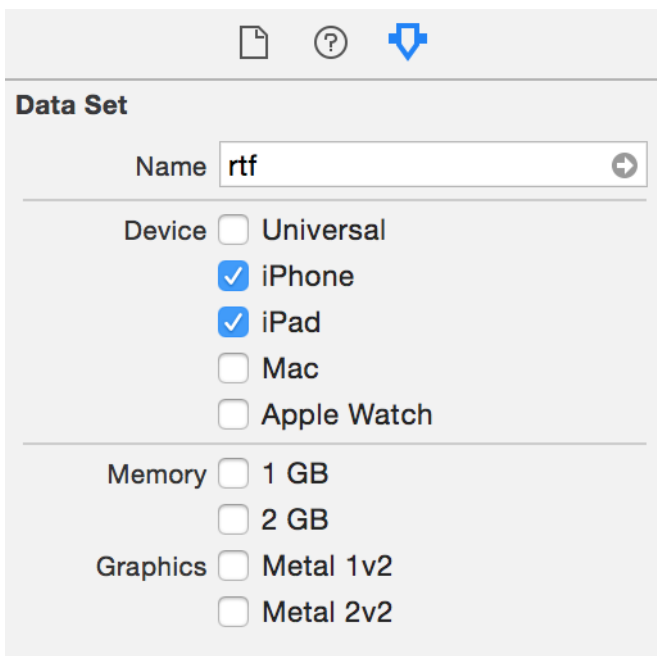 ?
Data Set
Name rtf
Device Universal
iPhone
iPad
Mac
Apple Watch
Memory 1 GB
2 GB
Graphics Metal 1v2
Metal 2v2